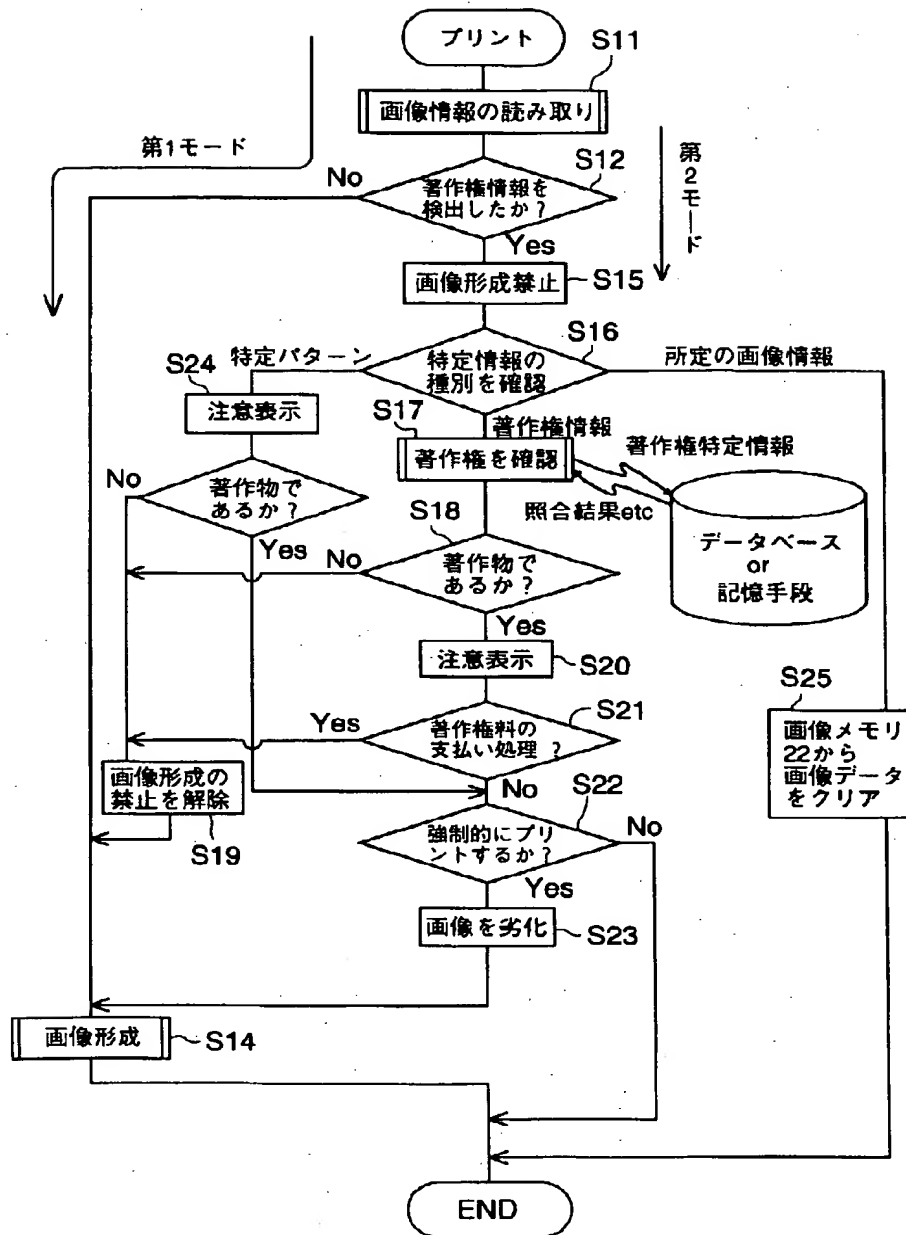 プリント
S11
画像情報の読み取り
第1モード
第2モード
S12
No
著作権情報を
検出したか？
Yes
画像形成禁止
S15
S16
特定パターン
特定情報の
種別を確認
所定の画像情報
S24
注意表示
S17
著作権情報
著作権を確認
著作権特定情報
照合結果etc
データベース
or
記憶手段
No
著作物で
あるか？
Yes
S18
No
著作物で
あるか？
Yes
注意表示
S20
S21
Yes
著作権料の
支払い処理？
No
S25
画像メモリ
22から
画像データ
をクリア
画像形成の
禁止を解除
S19
S22
強制的にプリ
ントするか？
No
Yes
画像を劣化
S23
画像形成
S14
END